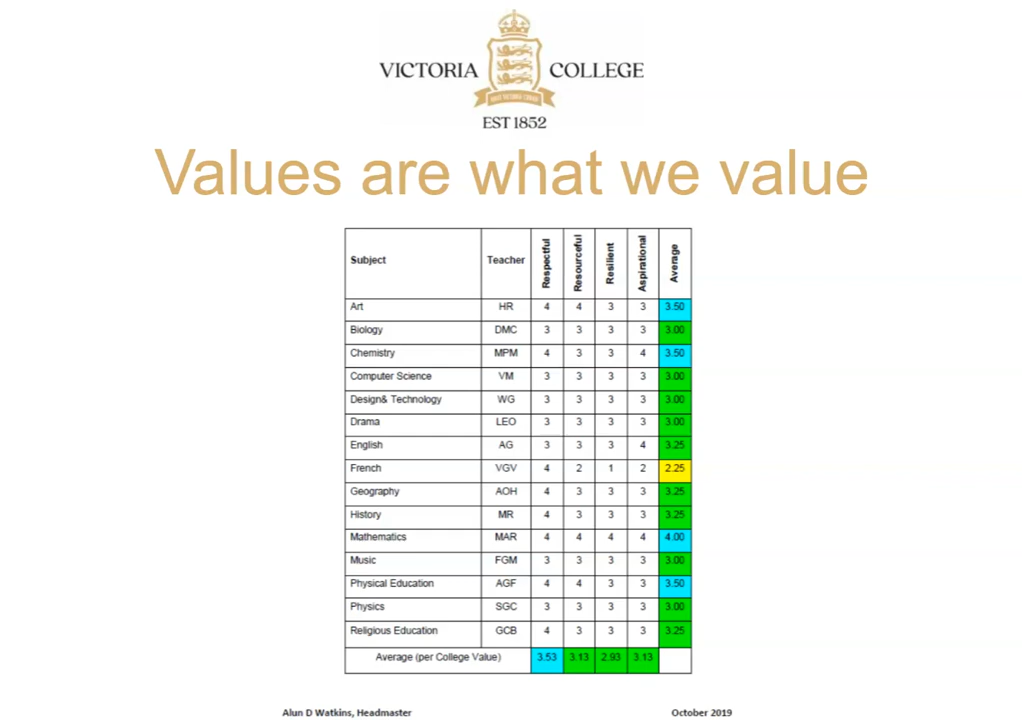 VICTORIA COLLEGE
EST 1852
Values are what we value
Subject Teacher Respectful Resourceful Resilient Aspirational Average
Art HR 4 4 3 3 3.50
Biology DMC 3 3 3 3 3.00
Chemistry MPM 4 3 3 4 3.50
Computer Science VM 3 3 3 3 3.00
Design& Technology WG 3 3 3 3 3.00
Drama LEO 3 3 3 3 3.00
English AG 3 3 3 4 3.25
French VGV 4 2 1 2 2.25
Geography AOH 4 3 3 3 3.25
History MR 4 3 3 3 3.25
Mathematics MAR 4 4 4 4 4.00
Music FGM 3 3 3 3 3.00
Physical Education AGF 4 4 3 3 3.50
Physics SGC 3 3 3 3 3.00
Religious Education GCB 4 3 3 3 3.25
Average (per College Value) 3.53 3.13 2.93 3.13
Alun D Watkins, Headmaster October 2019